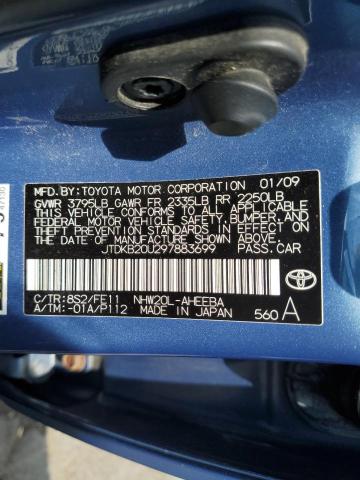 MFD.BY:TOYOTA MOTOR CORPORATION 01/09
GVWR 3795LB GAWR FR 2335LB RR 2250LB
THIS VEHICLE CONFORMS TO ALL APPLICABLE
FEDERAL MOTOR VEHICLE SAFETY, BUMPER, AND
THEFT PREVENTION STANDARDS IN EFFECT ON
THE DATE OF MANUFACTURE SHOWN ABOVE.
JTDKB20U297883699 PASS.CAR
C/TR:8S2/FE11 NHW20L-AHEEBA
A/TM:-01A/P112 MADE IN JAPAN 560A
TOYOTA